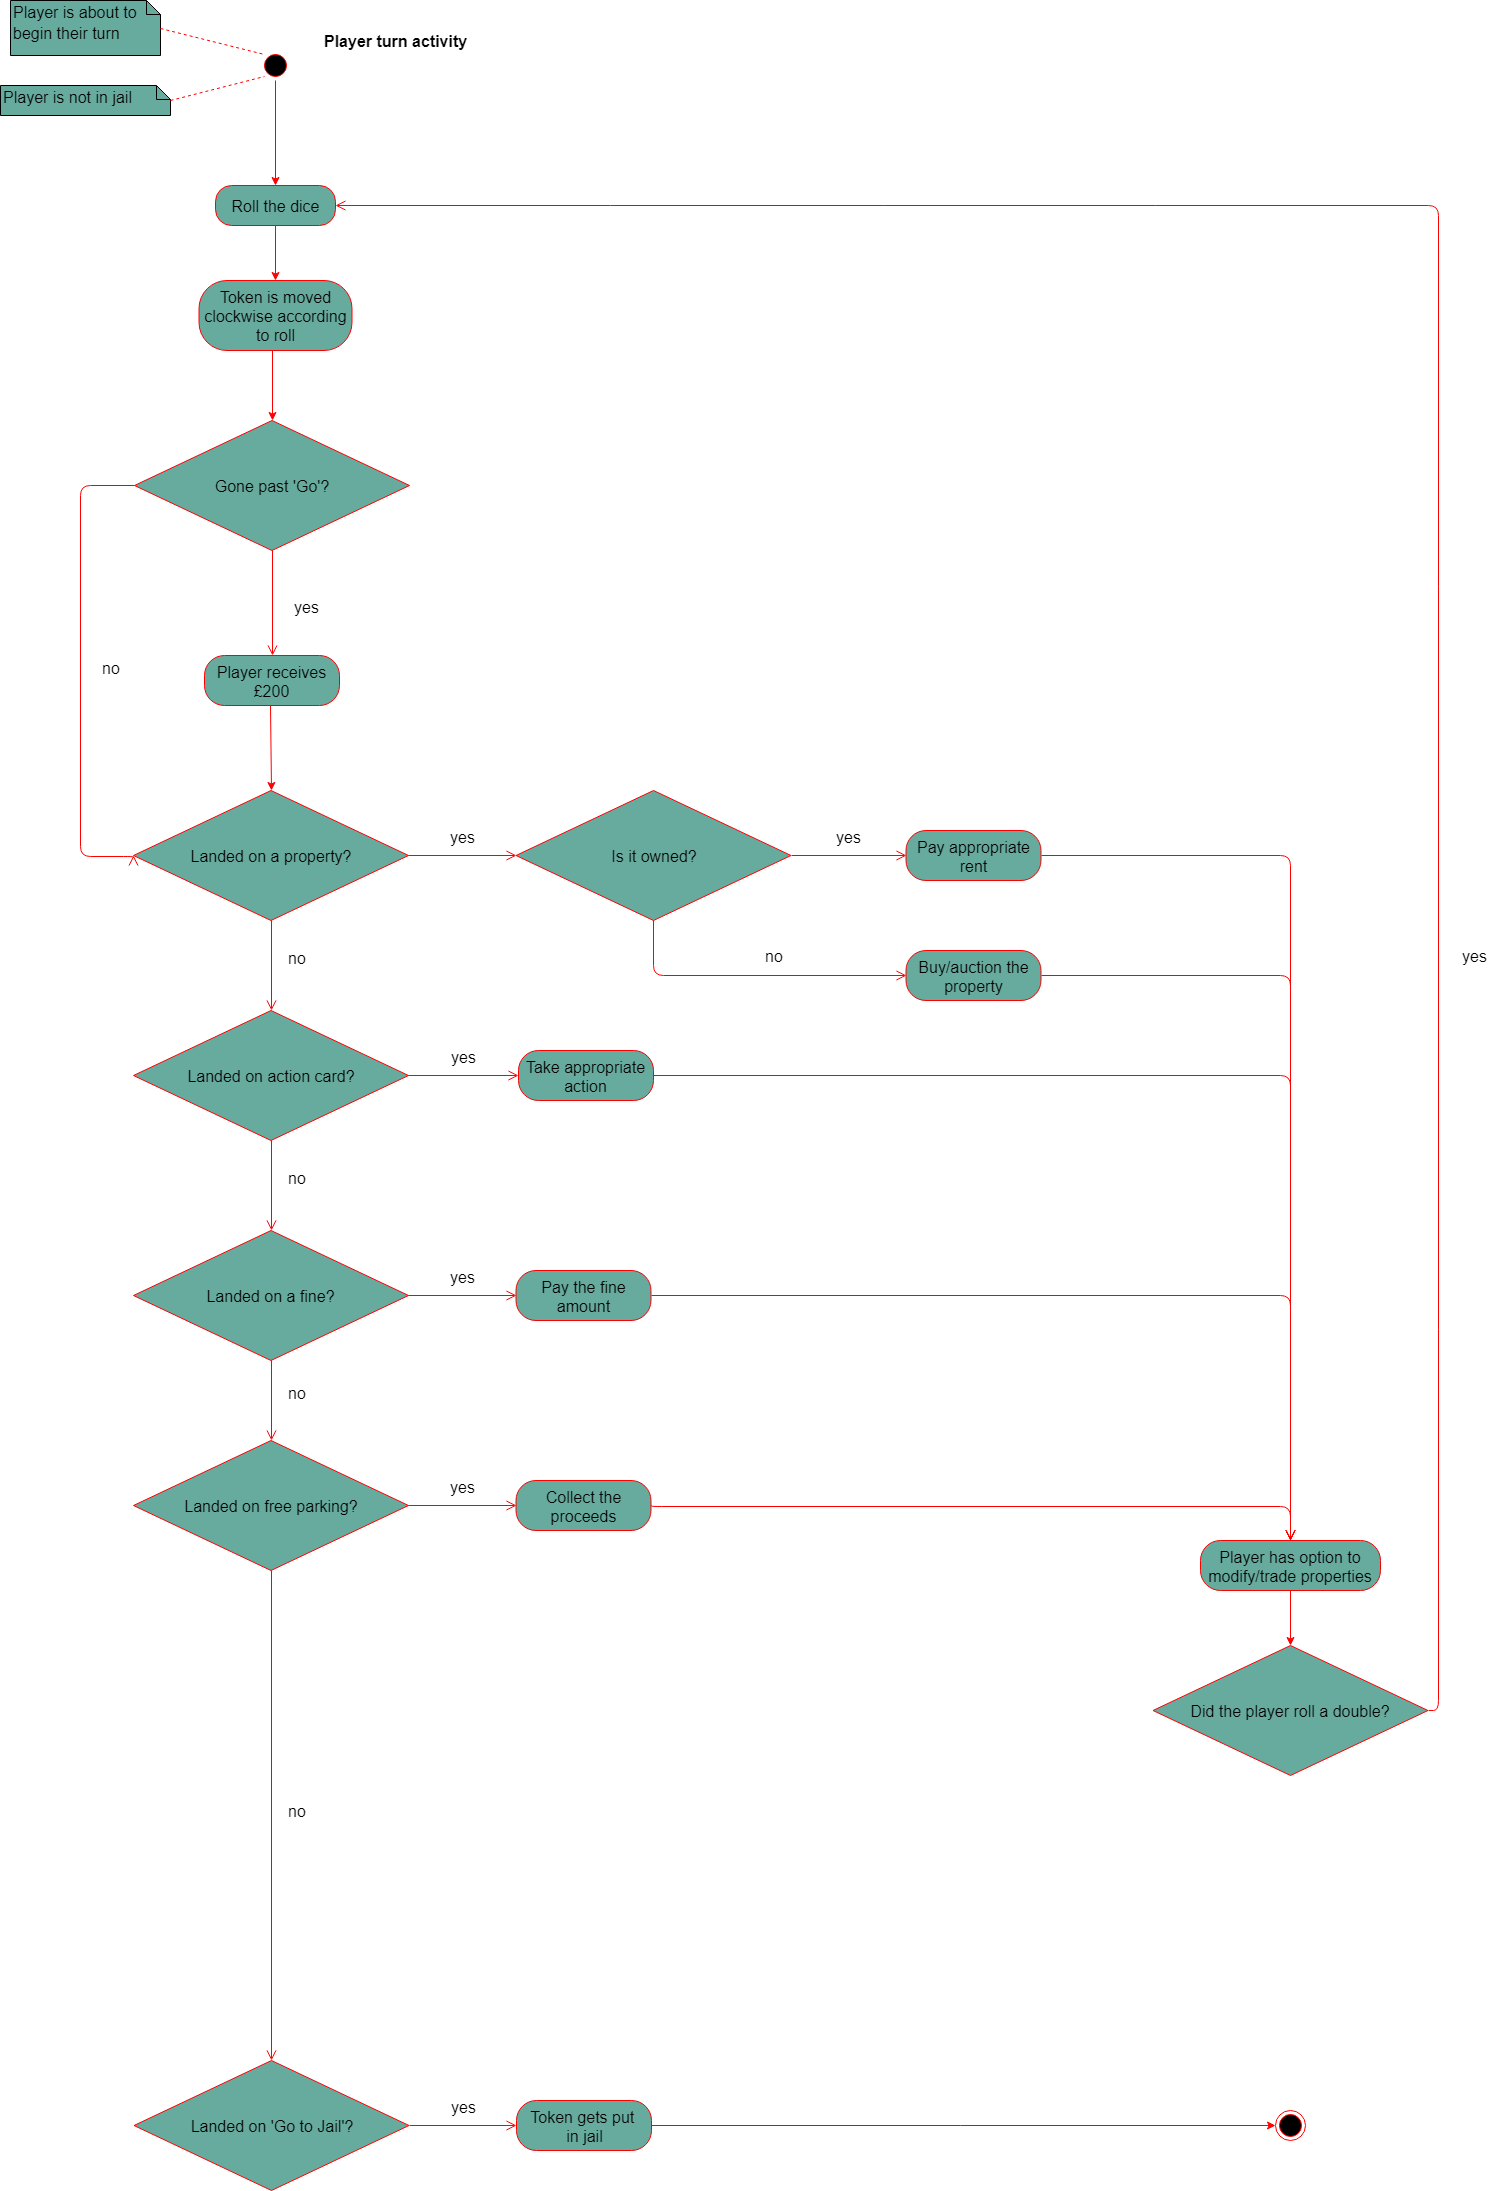 Player is about to
begin their turn
Player turn activity
Player is not in jail
Roll the dice
Token is moved
clockwise according
to roll
Gone past 'Go'?
yes
no
Player receives
£200
Landed on a property?
yes
Is it owned?
yes
Pay appropriate
rent
no
no
Buy/auction the
property
yes
Landed on action card?
yes
Take appropriate
action
no
Landed on a fine?
yes
Pay the fine
amount
no
Landed on free parking?
yes
Collect the
proceeds
Player has option to
modify/trade properties
Did the player roll a double?
no
Landed on 'Go to Jail'?
yes
Token gets put
in jail